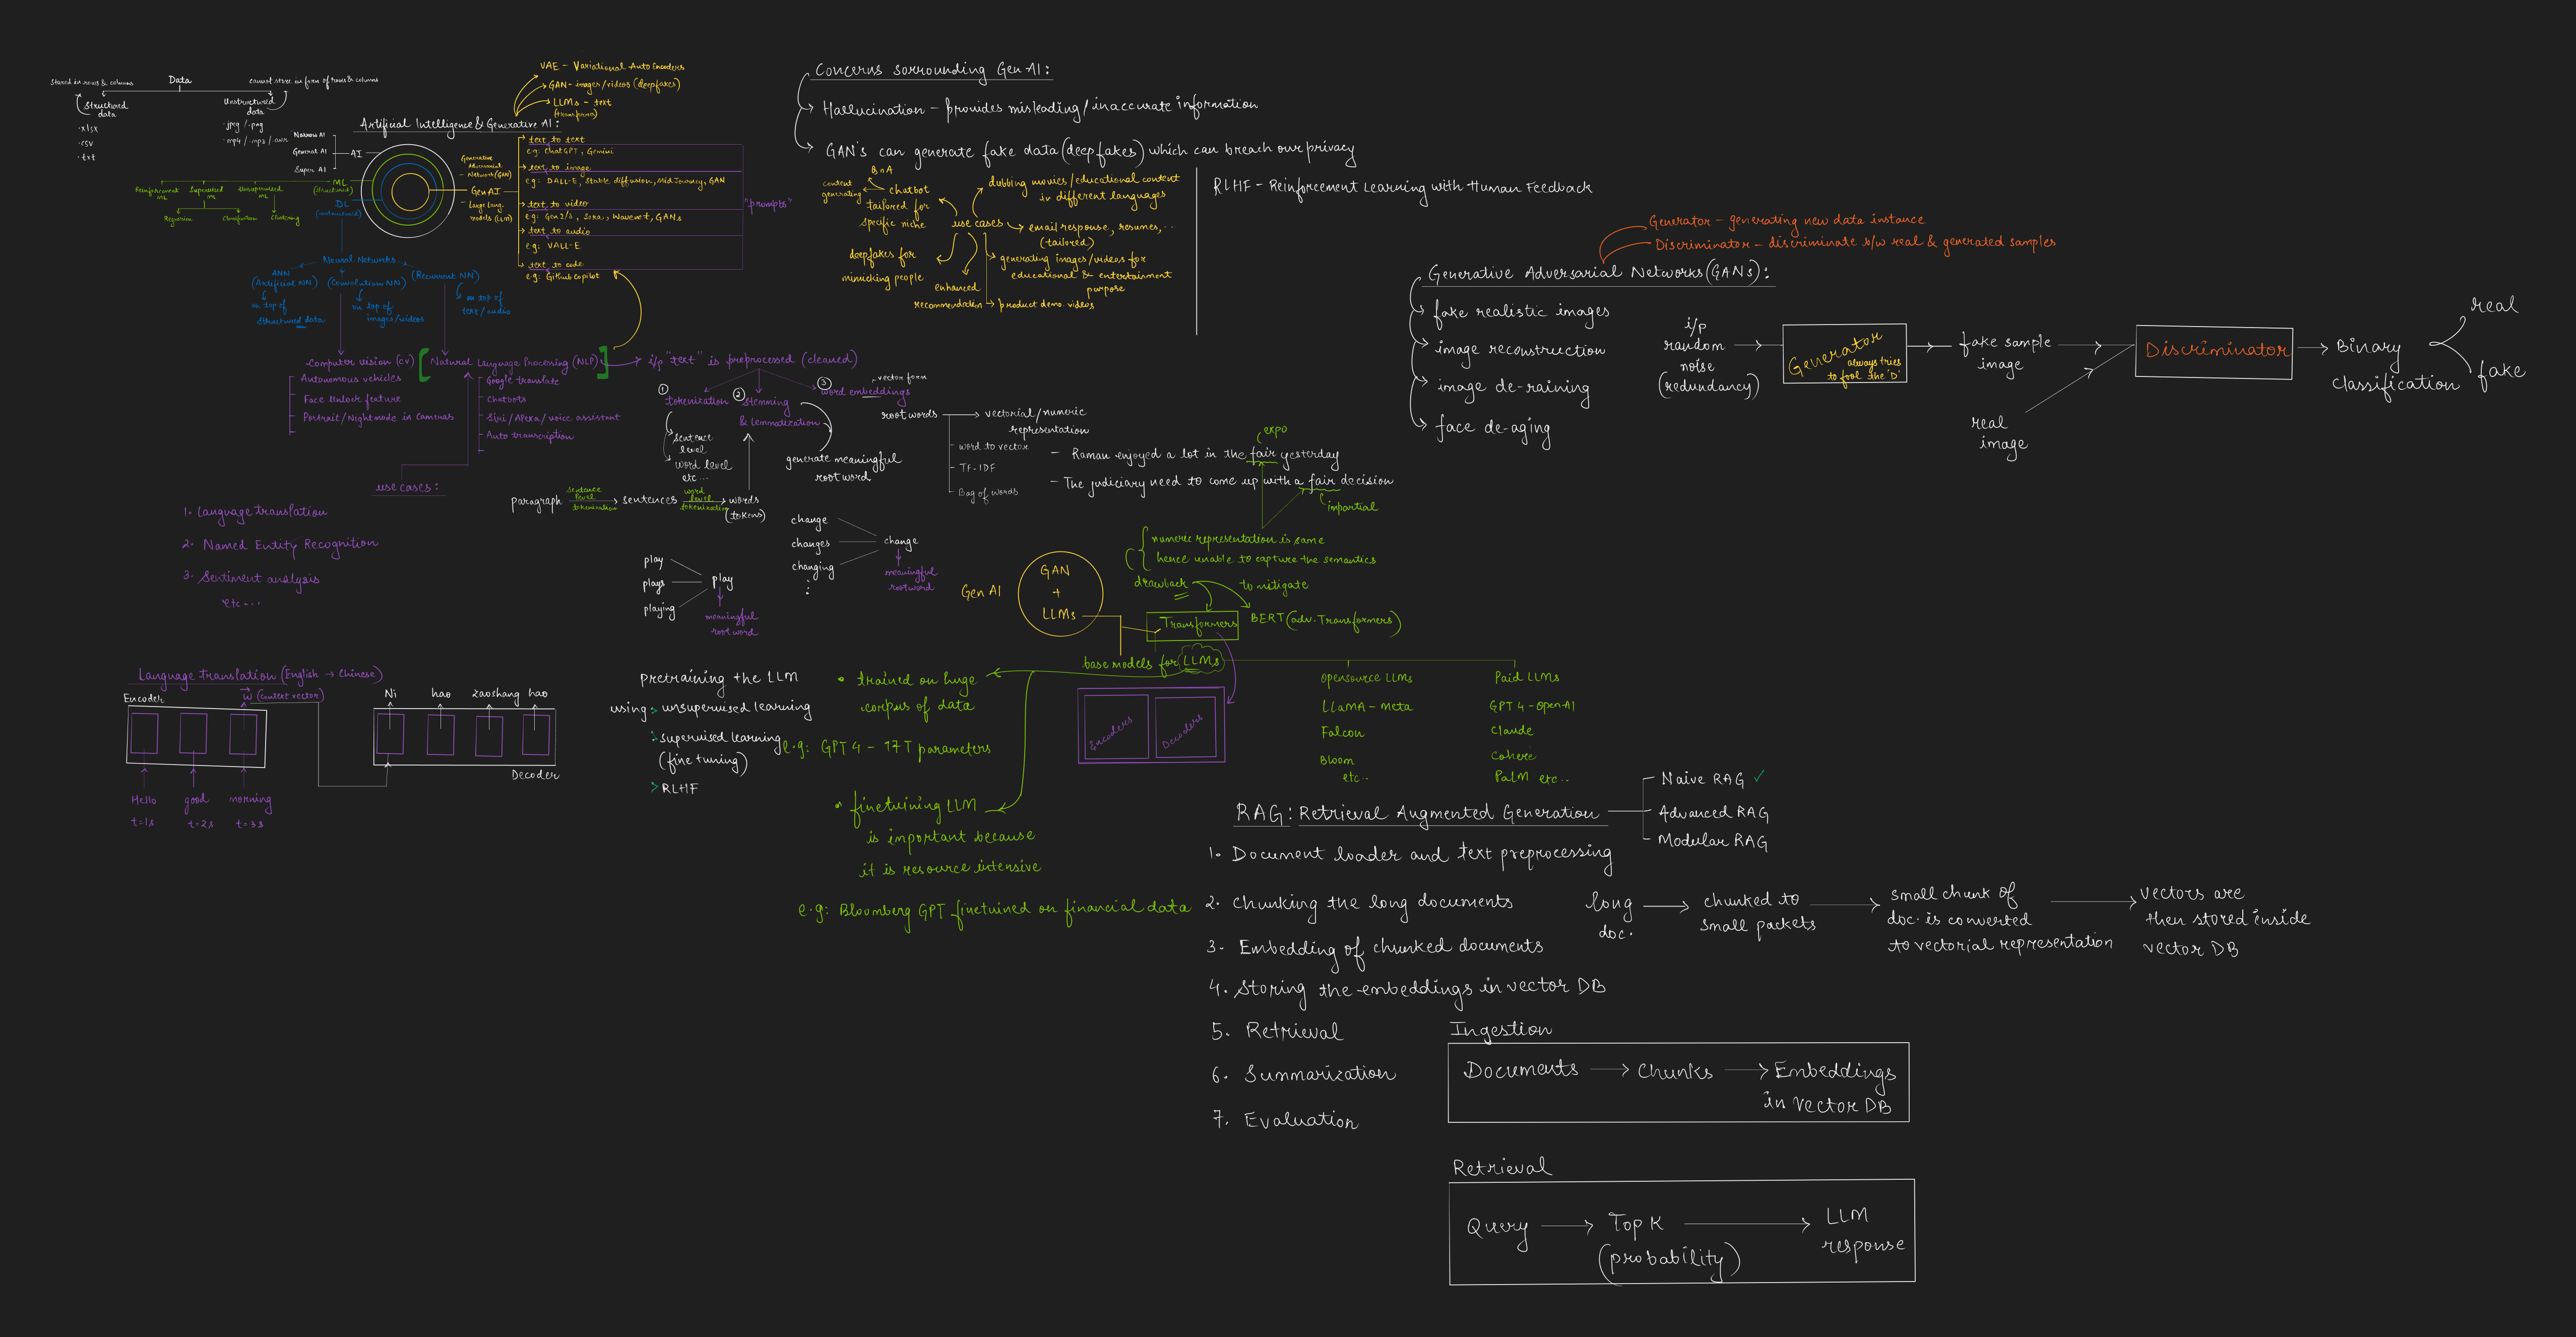 Data
Stored in rows & columns
cannot store in form of rows & columns
Structured
data
Unstructured
data
.xlsx
.csv
.txt
.jpeg / .png
.mp4 / .mp3 /
VAE - Variational AutoEncoders
GAN - images/videos (deepfakes)
LLMs - text
Artificial Intelligence & Generative AI:
Narrow AI
General AI
Super AI
AI
ML
(structured)
DL
(unstructured)
Reinforcement
ML
Supervised
ML
Unsupervised
ML
Regression
Classification
Clustering
Generative
Adversarial
Network (GAN)
GenAI
Large Lang.
models (LLM)
text to text
e.g: ChatGPT, Gemini
text to image
e.g: DALL-E, Stable diffusion, MidJourney, GAN
text to video
e.g: Gen2/3, Sora, Wavenet, GANs
text to audio
e.g: VALL-E
text to code
e.g: Github copilot
"prompts"
Neural Networks
ANN
(Artificial NN)
(Convolution NN)
(Recurrent NN)
on top of
structured data
on top of
images/videos
on top of
text/audio
Computer vision (CV)
Autonomous vehicles
Face unlock feature
Portrait/Nightmode in Cameras
Natural Language Processing (NLP)
Google translate
Chatbots
Siri/Alexa/voice assistant
Auto transcription
use cases:
1. Language translation
2. Named Entity Recognition
3. Sentiment analysis
etc....
i/p "text" is preprocessed (cleaned)
1
tokenization
2
Stemming
& Lemmatization
3
word embeddings
vector form
sentence
level
word level
etc...
generate meaningful
root word
paragraph
sentence
level
tokenization
sentences
word
level
tokenization
words
(tokens)
root words
vectorial/numeric
representation
- word to vector
- TF-IDF
- Bag of words
expo
- Raman enjoyed a lot in the fair yesterday
- The judiciary need to come up with a fair decision
impartial
numeric representation is same
hence unable to capture the semantics
drawback
to mitigate
Transformers
BERT (adv. Transformers)
change
changes
changing
change
meaningful
rootword
play
plays
playing
play
meaningful
root word
Gen AI
GAN
+
LLMs
base models for LLMs
Encoders
Decoders
Opensource LLMs
LLaMA - Meta
Falcon
Bloom
etc..
Paid LLMs
GPT 4 - OpenAI
Claude
Cohere
PaLM etc...
Language translation (English → Chinese)
Encoder
w (context vector)
Ni
hao
zaoshang
hao
Decoder
Hello
good
morning
t=1s
t=2s
t=3s
pretraining the LLM
using > unsupervised learning
> supervised learning
(fine tuning)
> RLHF
• trained on huge
corpus of data
e.g: GPT 4 - 17T parameters
• finetuining LLM
is important because
it is resource intensive
e.g: Bloomberg GPT finetuined on financial data
Concerns sorrounding Gen AI:
Hallucination - provides misleading/inaccurate information
GAN's can generate fake data (deepfakes) which can breach our privacy
use cases
content
generating
chatbot
tailored for
specific niche
deepfakes for
mimicking people
enhanced
recommendation
dubbing movies/educational content
in different languages
email response, resumes, ...
(tailored)
generating images/videos for
educational & entertainment
purpose
product demo videos
RLHF - Reinforcement Learning with Human Feedback
Generator - generating new data instance
Discriminator - discriminate b/w real & generated samples
Generative Adversarial Networks (GANs):
fake realistic images
image reconstruction
image de-raining
face de-aging
i/p
random
noise
(redundancy)
Generator
always tries
to fool the 'D'
fake sample
image
real
image
Discriminator
Binary
classification
real
fake
RAG: Retrieval Augmented Generation
Naive RAG ✓
Advanced RAG
Modular RAG
1. Document loader and text preprocessing
2. Chunking the long documents
3. Embedding of chunked documents
4. Storing the embeddings in vector DB
5. Retrieval
6. Summarization
7. Evaluation
long
doc.
chunked to
small packets
small chunk of
doc. is converted
to vectorial representation
vectors are
then stored inside
vector DB
Ingestion
Documents → Chunks → Embeddings
in Vector DB
Retrieval
Query → Top K → LLM
(probability)
response